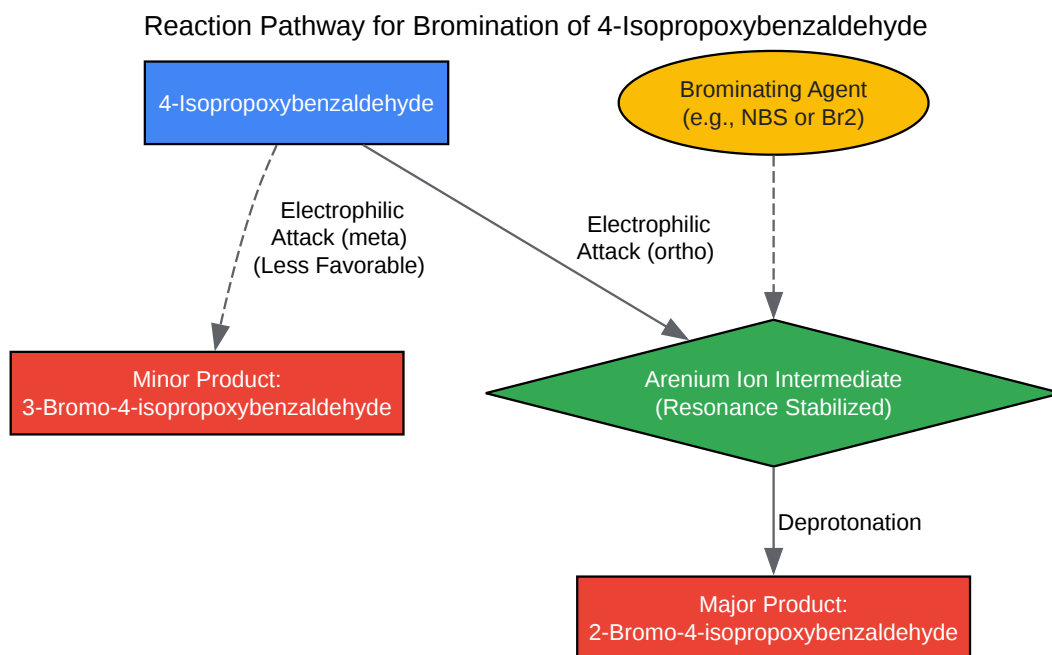 Reaction Pathway for Bromination of 4-Isopropoxybenzaldehyde
4-Isopropoxybenzaldehyde
Brominating Agent
(e.g., NBS or Br2)
Electrophilic
Attack (meta)
(Less Favorable)
Electrophilic
Attack (ortho)
Minor Product:
3-Bromo-4-isopropoxybenzaldehyde
Arenium Ion Intermediate
(Resonance Stabilized)
Deprotonation
Major Product:
2-Bromo-4-isopropoxybenzaldehyde